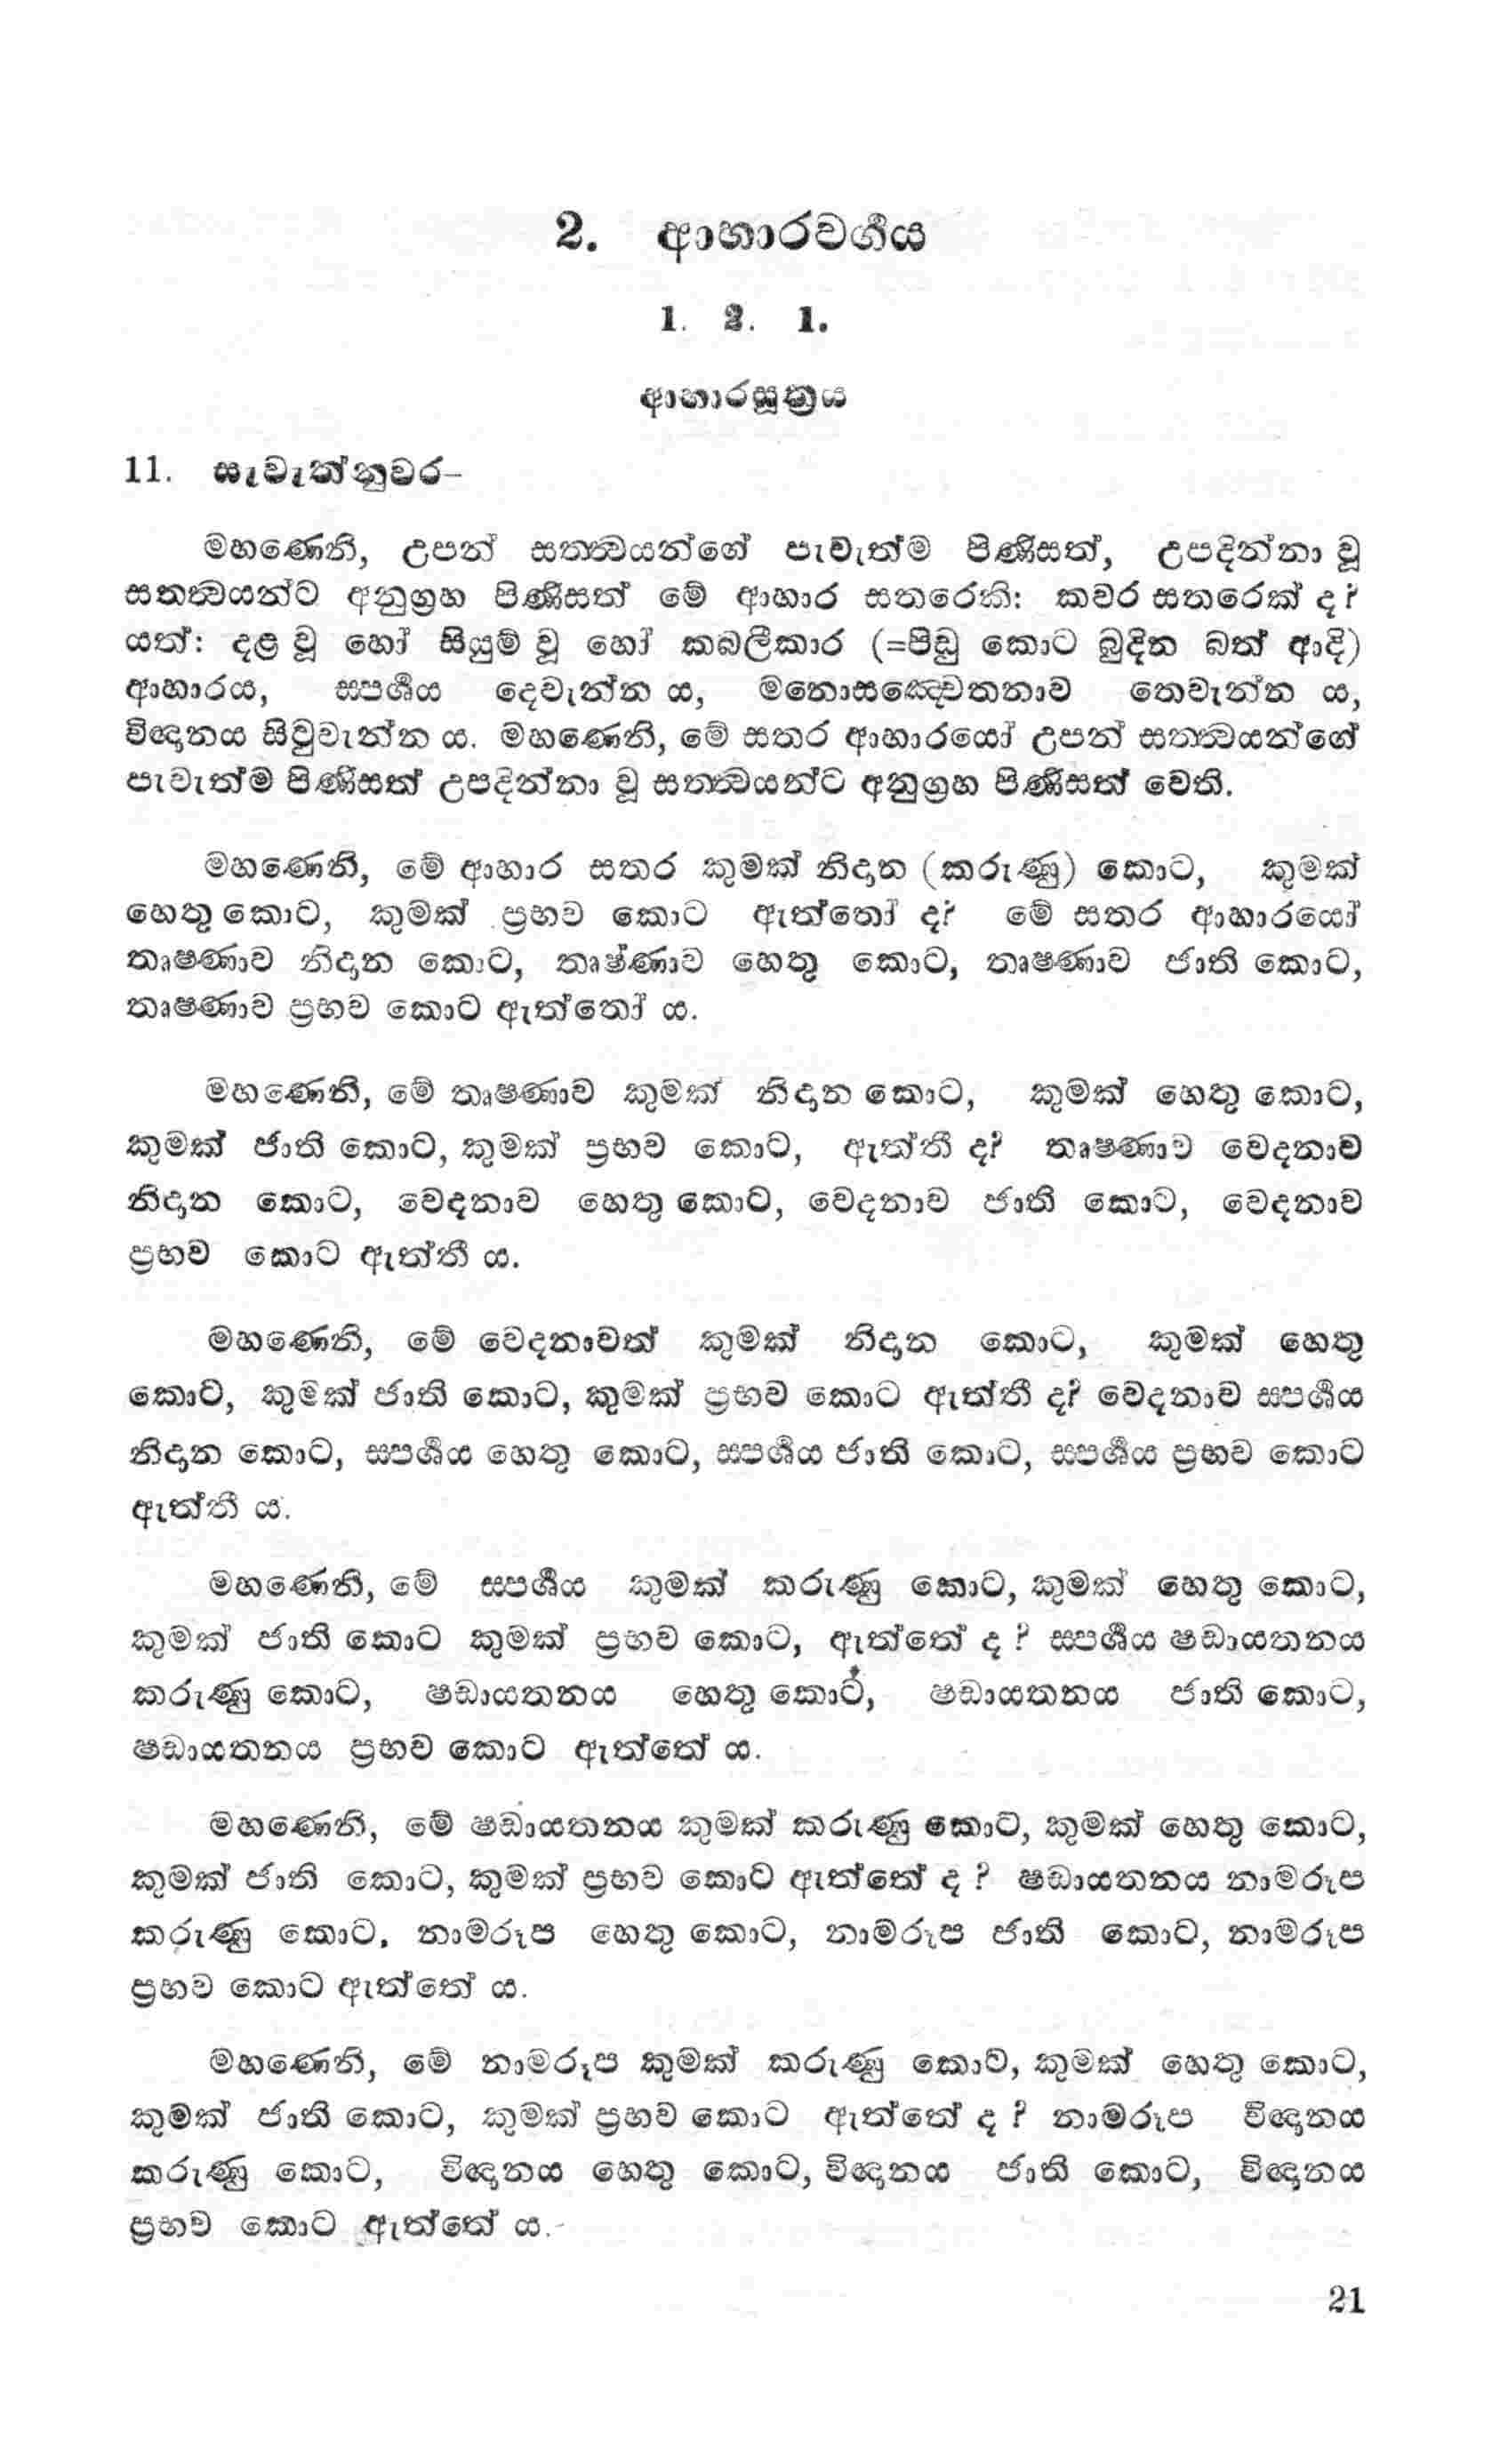 2. ආහාරවර්‍ගය
1. 2. 1.
ආහාරසූත්‍රය
11. සැවැත්නුවර–
මහණෙනි, උපන් සත්‍ත්‍වයන්ගේ පැවැත්ම පිණිසත්, උපදින්නා වූ
සත්‍ත්‍වයන්ට අනුග්‍රහ පිණිසත් මේ ආහාර සතරෙකි: කවර සතරෙක් ද?
යත්: දළ වූ හෝ සියුම් වූ හෝ කබලීකාර (=පිඩු කොට බුදින බත් ආදි)
ආහාරය, ස්පර්‍ශය දෙවැන්න ය, මනොසඤ්චෙතනාව තෙවැන්න ය,
විඥානය සිවුවැන්න ය. මහණෙනි, මේ සතර ආහාරයෝ උපන් සත්‍ත්‍වයන්ගේ
පැවැත්ම පිණිසත් උපදින්නා වූ සත්‍ත්‍වයන්ට අනුග්‍රහ පිණිසත් වෙති.
මහණෙනි, මේ ආහාර සතර කුමක් නිදාන (කරුණු) කොට, කුමක්
හෙතු කොට, කුමක් ප්‍රභව කොට ඇත්තෝ ද? මේ සතර ආහාරයෝ
තෘෂ්ණාව නිදාන කොට, තෘෂ්ණාව හෙතු කොට, තෘෂ්ණාව ජාති කොට,
තෘෂ්ණාව ප්‍රභව කොට ඇත්තෝ ය.
මහණෙනි, මේ තෘෂ්ණාව කුමක් නිදාන කොට, කුමක් හෙතු කොට,
කුමක් ජාති කොට, කුමක් ප්‍රභව කොට, ඇත්තී ද? තෘෂ්ණාව වෙදනාව
නිදාන කොට, වෙදනාව හෙතු කොට, වෙදනාව ජාති කොට, වෙදනාව
ප්‍රභව කොට ඇත්තී ය.
මහණෙනි, මේ වෙදනාවත් කුමක් නිදාන කොට, කුමක් හෙතු
කොට, කුමක් ජාති කොට, කුමක් ප්‍රභව කොට ඇත්තී ද? වෙදනාව ස්පර්‍ශය
නිදාන කොට, ස්පර්‍ශය හෙතු කොට, ස්පර්‍ශය ජාති කොට, ස්පර්‍ශය ප්‍රභව කොට
ඇත්තී ය.
මහණෙනි, මේ ස්පර්‍ශය කුමක් කරුණු කොට, කුමක් හෙතු කොට,
කුමක් ජාති කොට කුමක් ප්‍රභව කොට, ඇත්තේ ද ? ස්පර්‍ශය ෂඩායතනය
කරුණු කොට, ෂඩායතනය හෙතු කොට, ෂඩායතනය ජාති කොට,
ෂඩායතනය ප්‍රභව කොට ඇත්තේ ය.
මහණෙනි, මේ ෂඩායතනය කුමක් කරුණු කොට, කුමක් හෙතු කොට,
කුමක් ජාති කොට, කුමක් ප්‍රභව කොට ඇත්තේ ද ? ෂඩායතනය නාමරූප
කරුණු කොට, නාමරූප හෙතු කොට, නාමරූප ජාති කොට, නාමරූප
ප්‍රභව කොට ඇත්තේ ය.
මහණෙනි, මේ නාමරූප කුමක් කරුණු කොට, කුමක් හෙතු කොට,
කුමක් ජාති කොට, කුමක් ප්‍රභව කොට ඇත්තේ ද ? නාමරූප විඥානය
කරුණු කොට, විඥානය හෙතු කොට, විඥානය ජාති කොට, විඥානය
ප්‍රභව කොට ඇත්තේ ය.
21